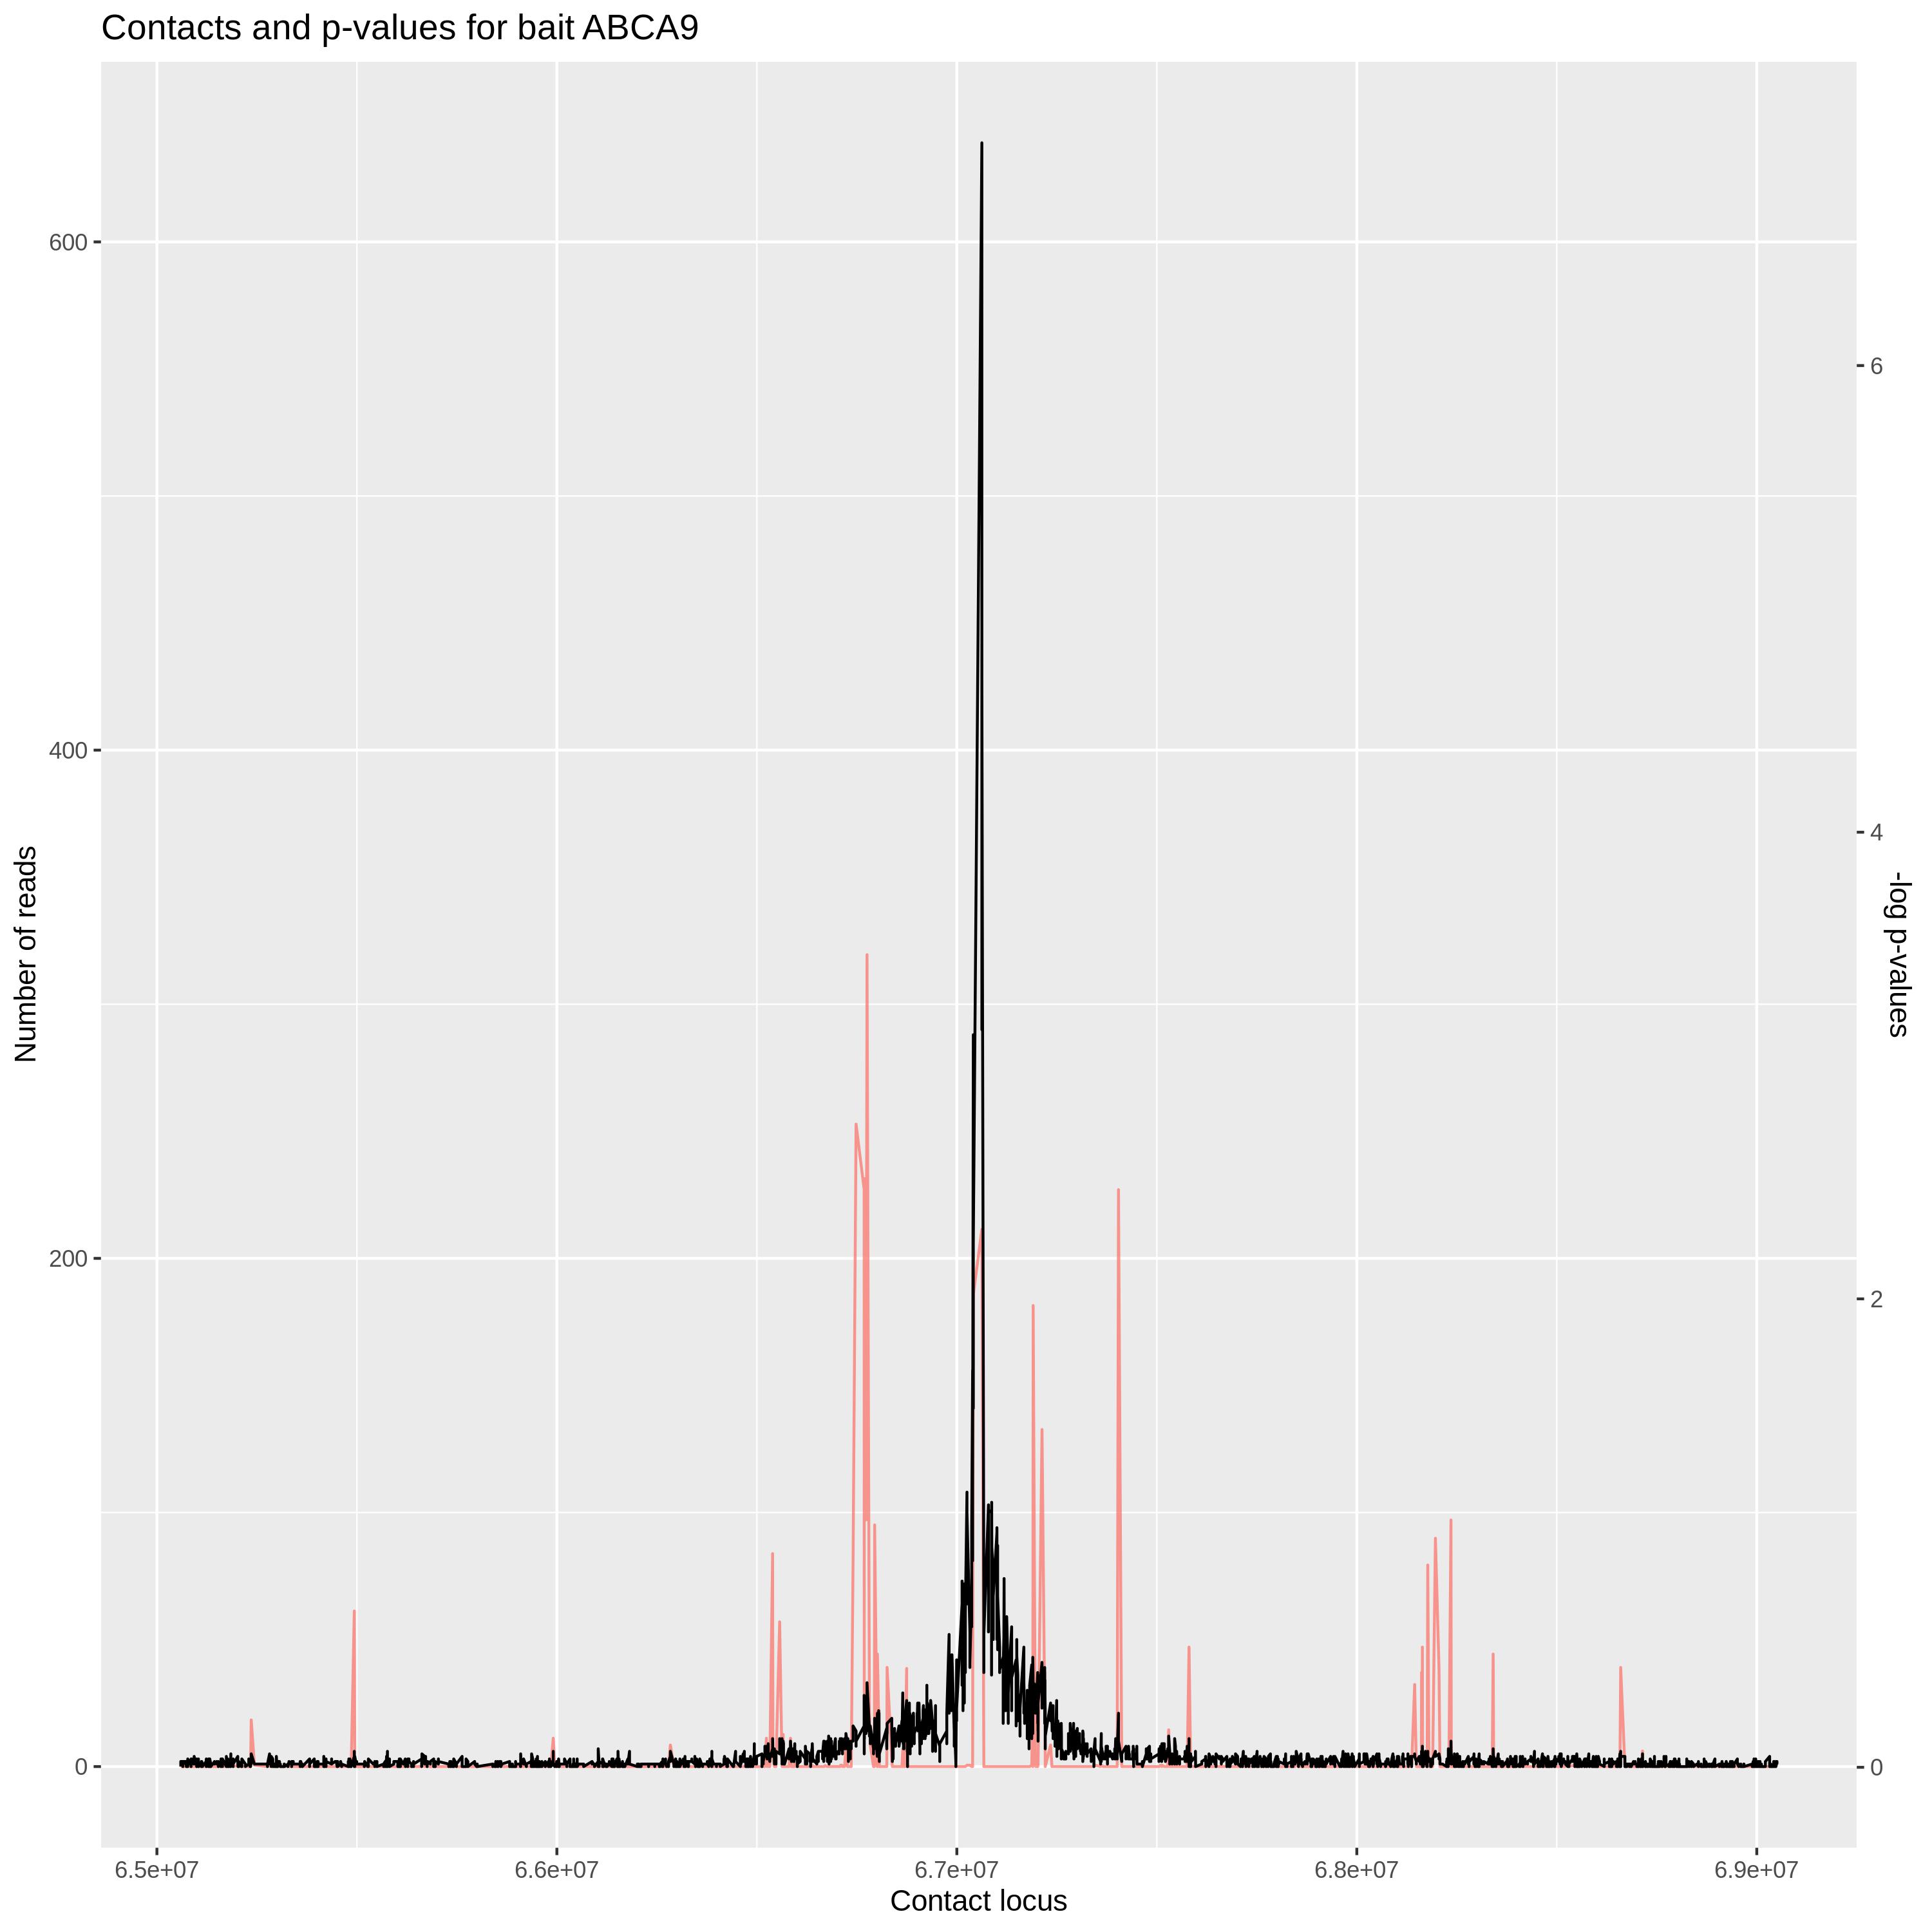 Contacts and p-values for bait ABCA9
600
400
200
0
Number of reads
6
4
2
0
-log p-values
6.5e+07 6.6e+07 6.7e+07 6.8e+07 6.9e+07
Contact locus